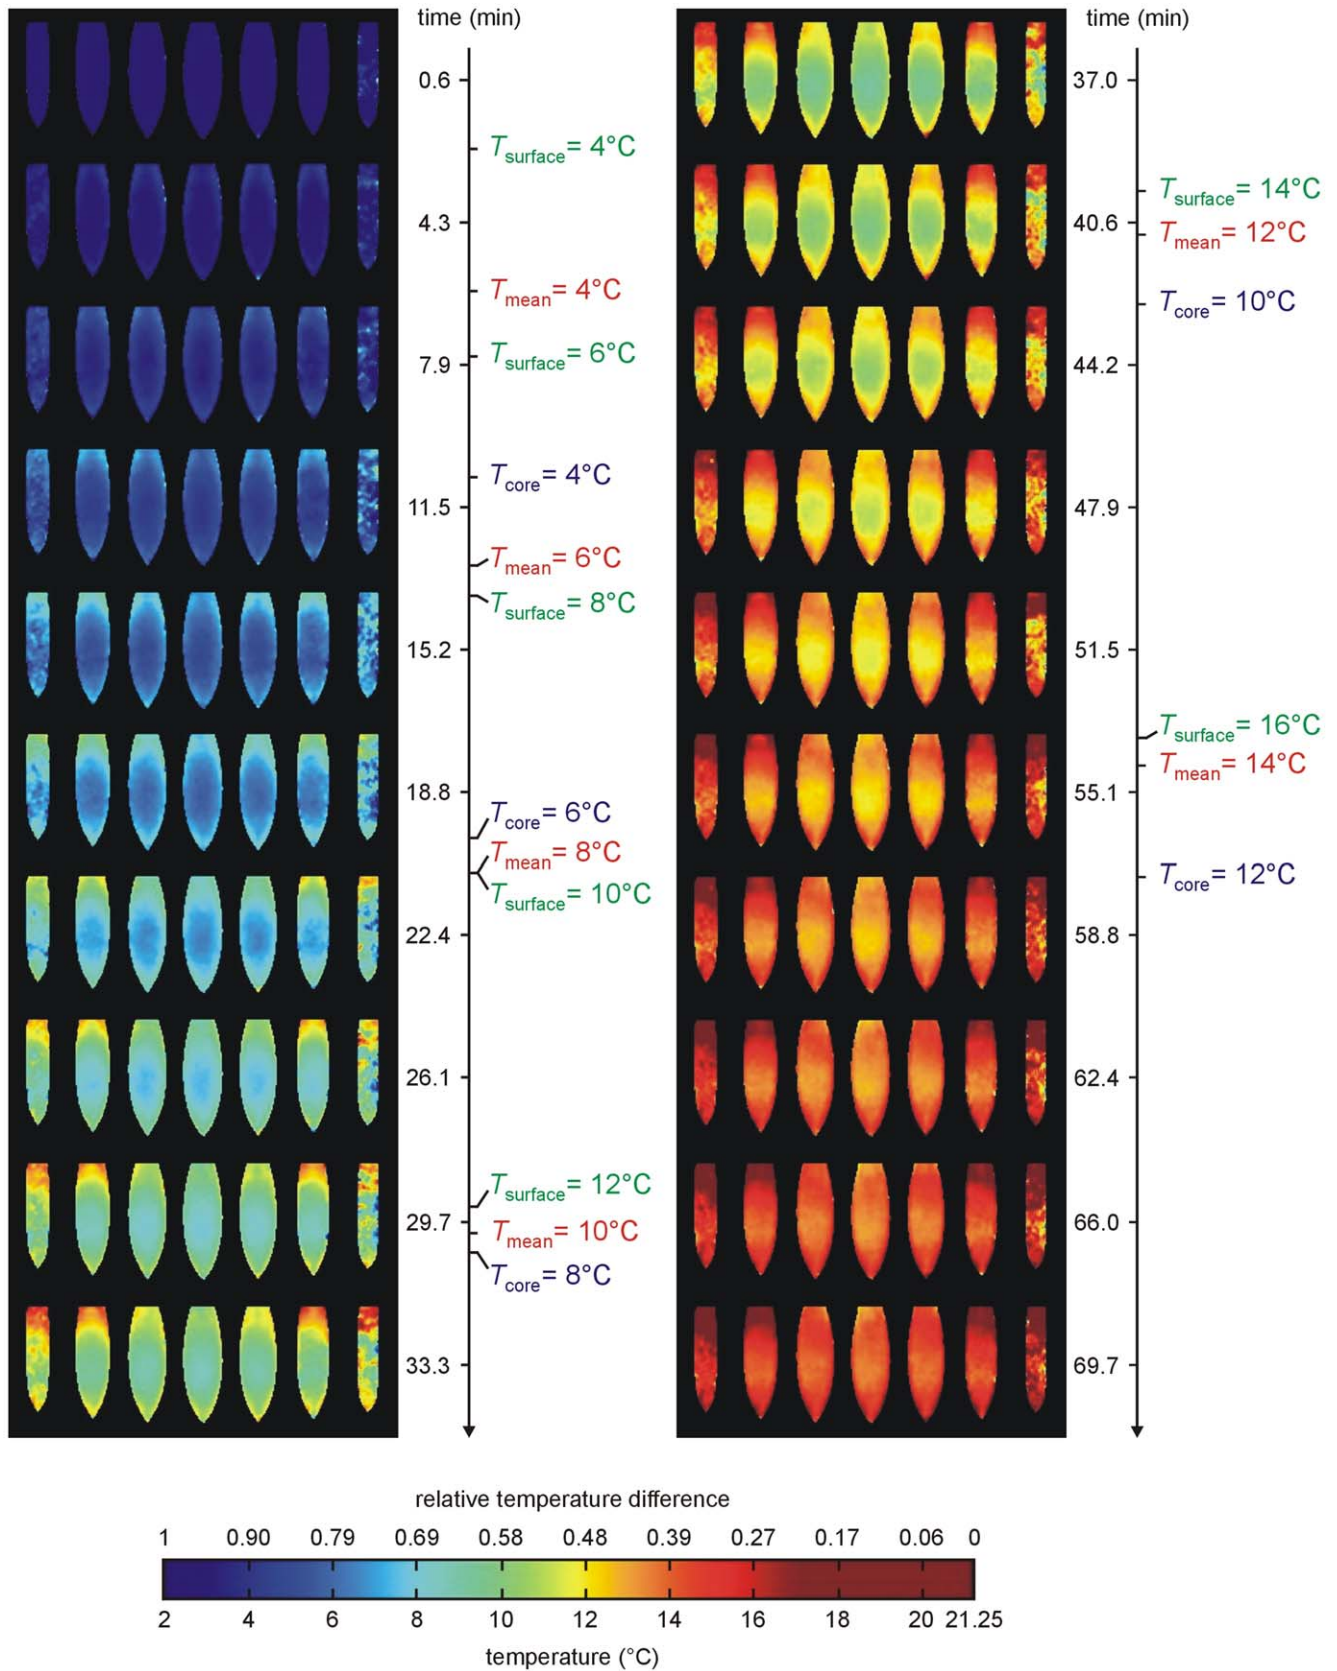 time (min)
0.6
Tsurface= 4°C
4.3
Tmean= 4°C
Tsurface= 6°C
7.9
Tcore= 4°C
11.5
Tmean= 6°C
Tsurface= 8°C
15.2
18.8
Tcore= 6°C
Tmean= 8°C
Tsurface= 10°C
22.4
26.1
Tsurface= 12°C
29.7
Tmean= 10°C
Tcore= 8°C
33.3
time (min)
37.0
Tsurface= 14°C
40.6
Tmean= 12°C
Tcore= 10°C
44.2
47.9
51.5
Tsurface= 16°C
Tmean= 14°C
55.1
Tcore= 12°C
58.8
62.4
66.0
69.7
relative temperature difference
1 0.90 0.79 0.69 0.58 0.48 0.39 0.27 0.17 0.06 0
2 4 6 8 10 12 14 16 18 20 21.25
temperature (°C)